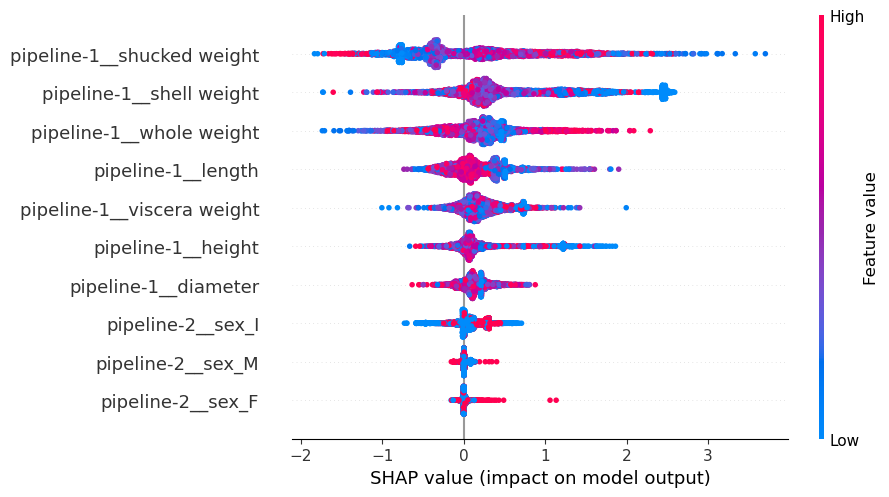 High
pipeline-1__shucked weight
pipeline-1__shell weight
pipeline-1__whole weight
pipeline-1__length
pipeline-1__viscera weight
pipeline-1__height
pipeline-1__diameter
pipeline-2__sex_I
pipeline-2__sex_M
pipeline-2__sex_F
Feature value
Low
−2 −1 0 1 2 3
SHAP value (impact on model output)